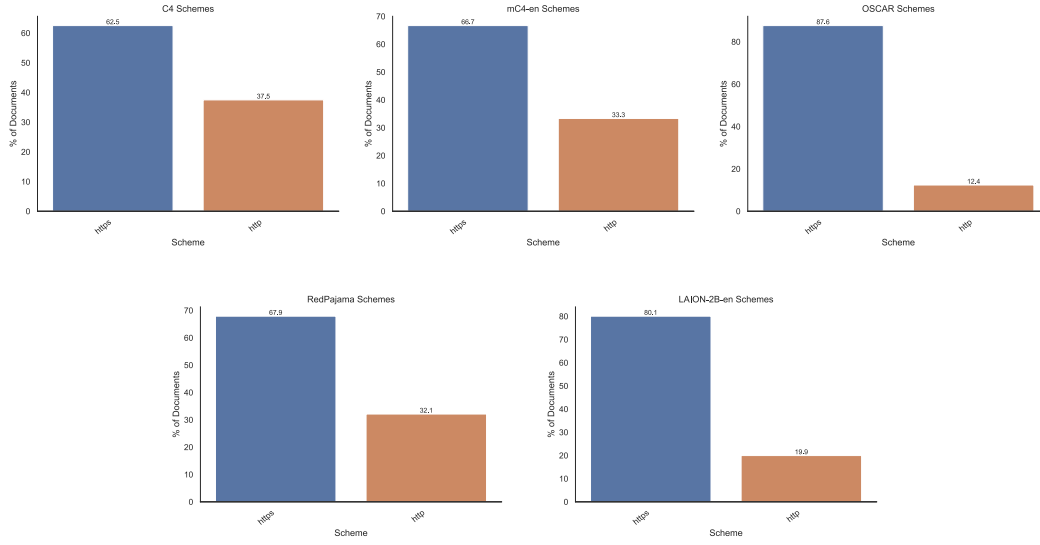 C4 Schemes
% of Documents
60
50
40
30
20
10
0
62.5
37.5
https
http
Scheme
mC4-en Schemes
% of Documents
70
60
50
40
30
20
10
0
66.7
33.3
https
http
Scheme
OSCAR Schemes
% of Documents
80
60
40
20
0
87.6
12.4
https
http
Scheme
RedPajama Schemes
% of Documents
70
60
50
40
30
20
10
0
67.9
32.1
https
http
Scheme
LAION-2B-en Schemes
% of Documents
80
70
60
50
40
30
20
10
0
80.1
19.9
https
http
Scheme